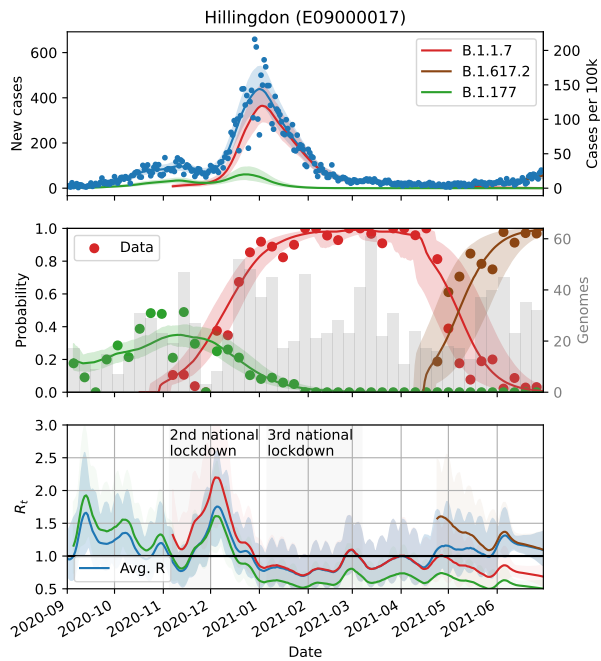 Hillingdon (E09000017)
New cases
600
400
200
0
B.1.1.7
B.1.617.2
B.1.177
200
150
100
50
0
Cases per 100k
Probability
1.0
0.8
0.6
0.4
0.2
0.0
Data
60
40
20
0
Genomes
R_t
3.0
2.5
2.0
1.5
1.0
0.5
2nd national
lockdown
3rd national
lockdown
Avg. R
2020-09
2020-10
2020-11
2020-12
2021-01
2021-02
2021-03
2021-04
2021-05
2021-06
Date